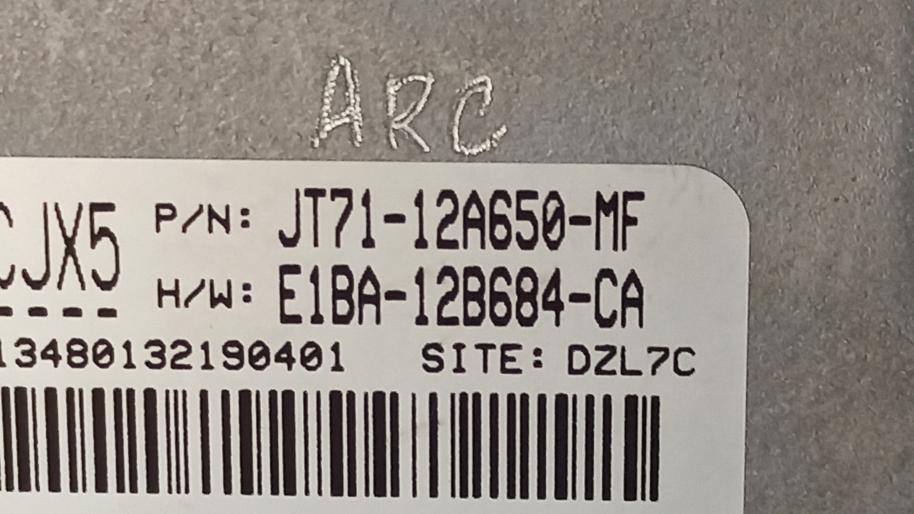 ARC
CJX5 P/N: JT71-12A650-MF
H/W: E1BA-12B684-CA
13480132190401 SITE: DZL7C